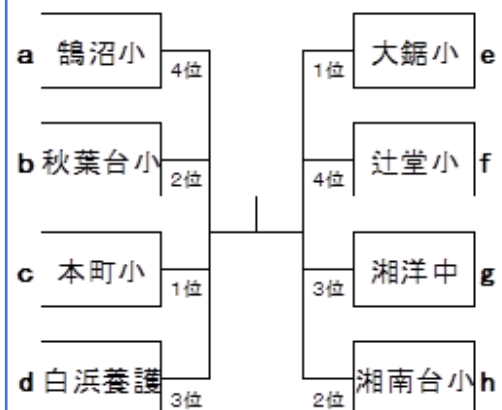 a 鵠沼小 4位 1位 大鋸小 e
b 秋葉台小 2位 4位 辻堂小 f
c 本町小 1位 3位 湘洋中 g
d 白浜養護 3位 2位 湘南台小 h